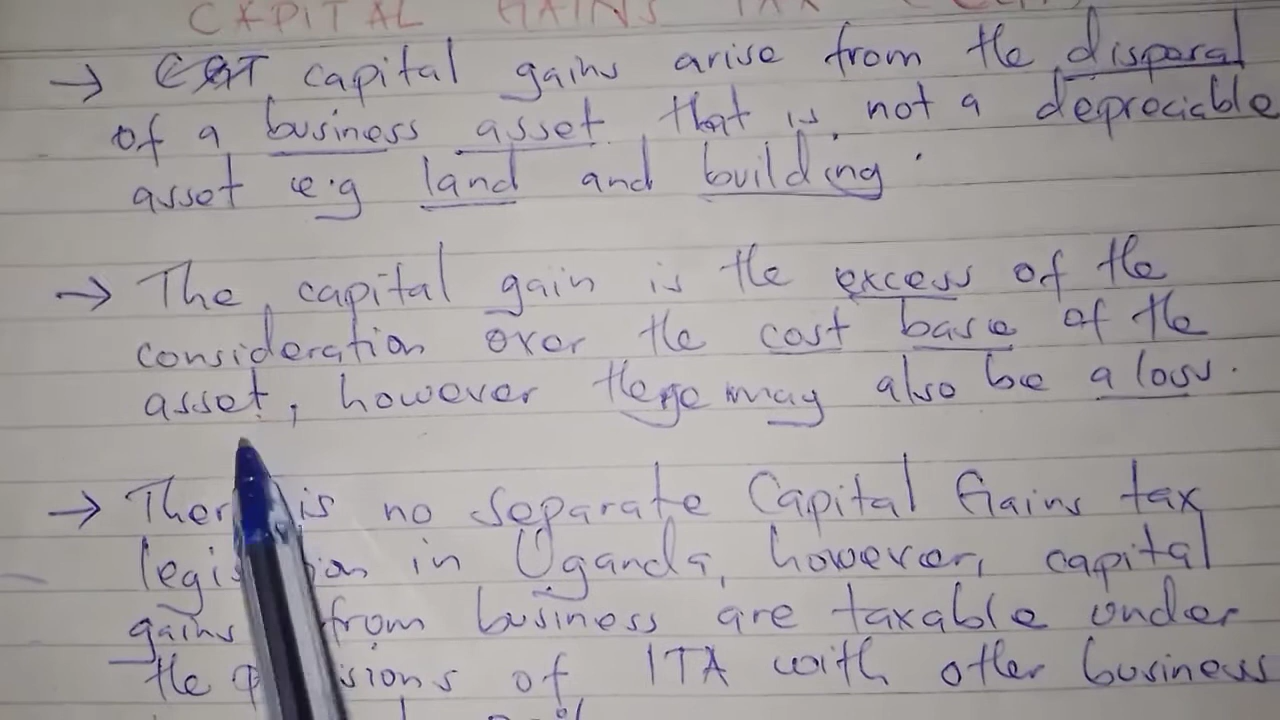 CAPITAL GAINS TAX
→ CGT capital gains arise from the disposal
of a business asset that is not a depreciable
asset e.g land and building.
→ The capital gain is the excess of the
consideration over the cost base of the
asset, however there may also be a loss.
→ There is no separate Capital Gains tax
legislation in Uganda, however, capital
gains from business are taxable under
the provisions of ITA with other business